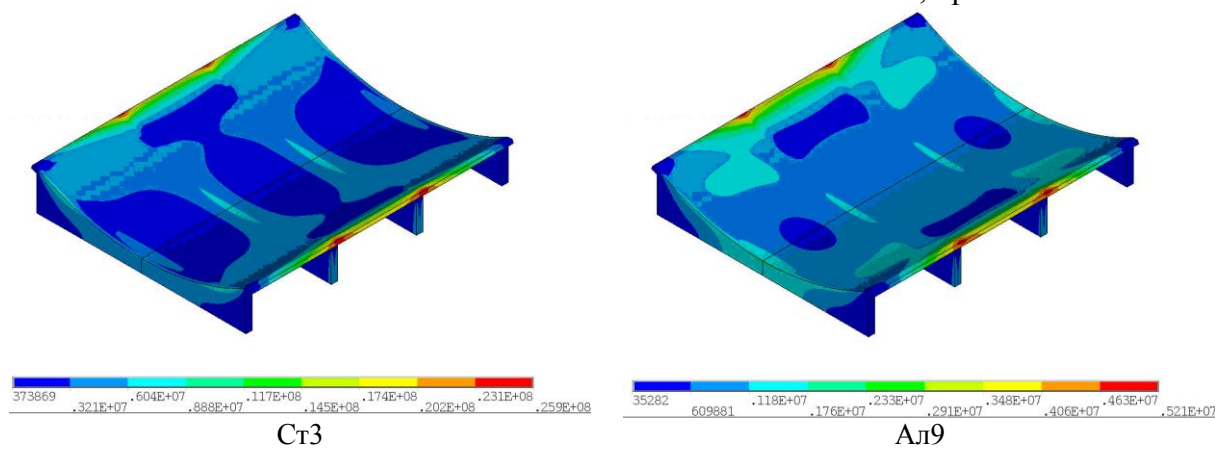 373869 .604E+07 .117E+08 .174E+08 .231E+08
.321E+07 .888E+07 .145E+08 .202E+08 .259E+08
35282 .118E+07 .233E+07 .348E+07 .463E+07
609881 .176E+07 .291E+07 .406E+07 .521E+07
Ст3 Ал9